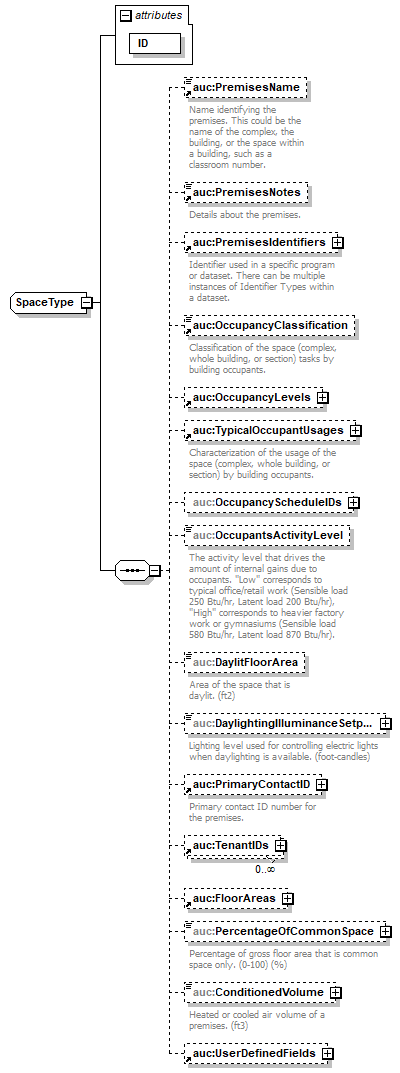 attributes
ID
auc:PremisesName
Name identifying the
premises. This could be the
name of the complex, the
building, or the space within
a building, such as a
classroom number.
auc:PremisesNotes
Details about the premises.
auc:PremisesIdentifiers
Identifier used in a specific program
or dataset. There can be multiple
instances of Identifier Types within
a dataset.
SpaceType
auc:OccupancyClassification
Classification of the space (complex,
whole building, or section) tasks by
building occupants.
auc:OccupancyLevels
auc:TypicalOccupantUsages
Characterization of the usage of the
space (complex, whole building, or
section) by building occupants.
auc:OccupancyScheduleIDs
auc:OccupantsActivityLevel
The activity level that drives the
amount of internal gains due to
occupants. "Low" corresponds to
typical office/retail work (Sensible load
250 Btu/hr, Latent load 200 Btu/hr),
"High" corresponds to heavier factory
work or gymnasiums (Sensible load
580 Btu/hr, Latent load 870 Btu/hr).
auc:DaylitFloorArea
Area of the space that is
daylit. (ft2)
auc:DaylightingIlluminanceSetp...
Lighting level used for controlling electric lights
when daylighting is available. (foot-candles)
auc:PrimaryContactID
Primary contact ID number for
the premises.
auc:TenantIDs
0..∞
auc:FloorAreas
auc:PercentageOfCommonSpace
Percentage of gross floor area that is common
space only. (0-100) (%)
auc:ConditionedVolume
Heated or cooled air volume of a
premises. (ft3)
auc:UserDefinedFields